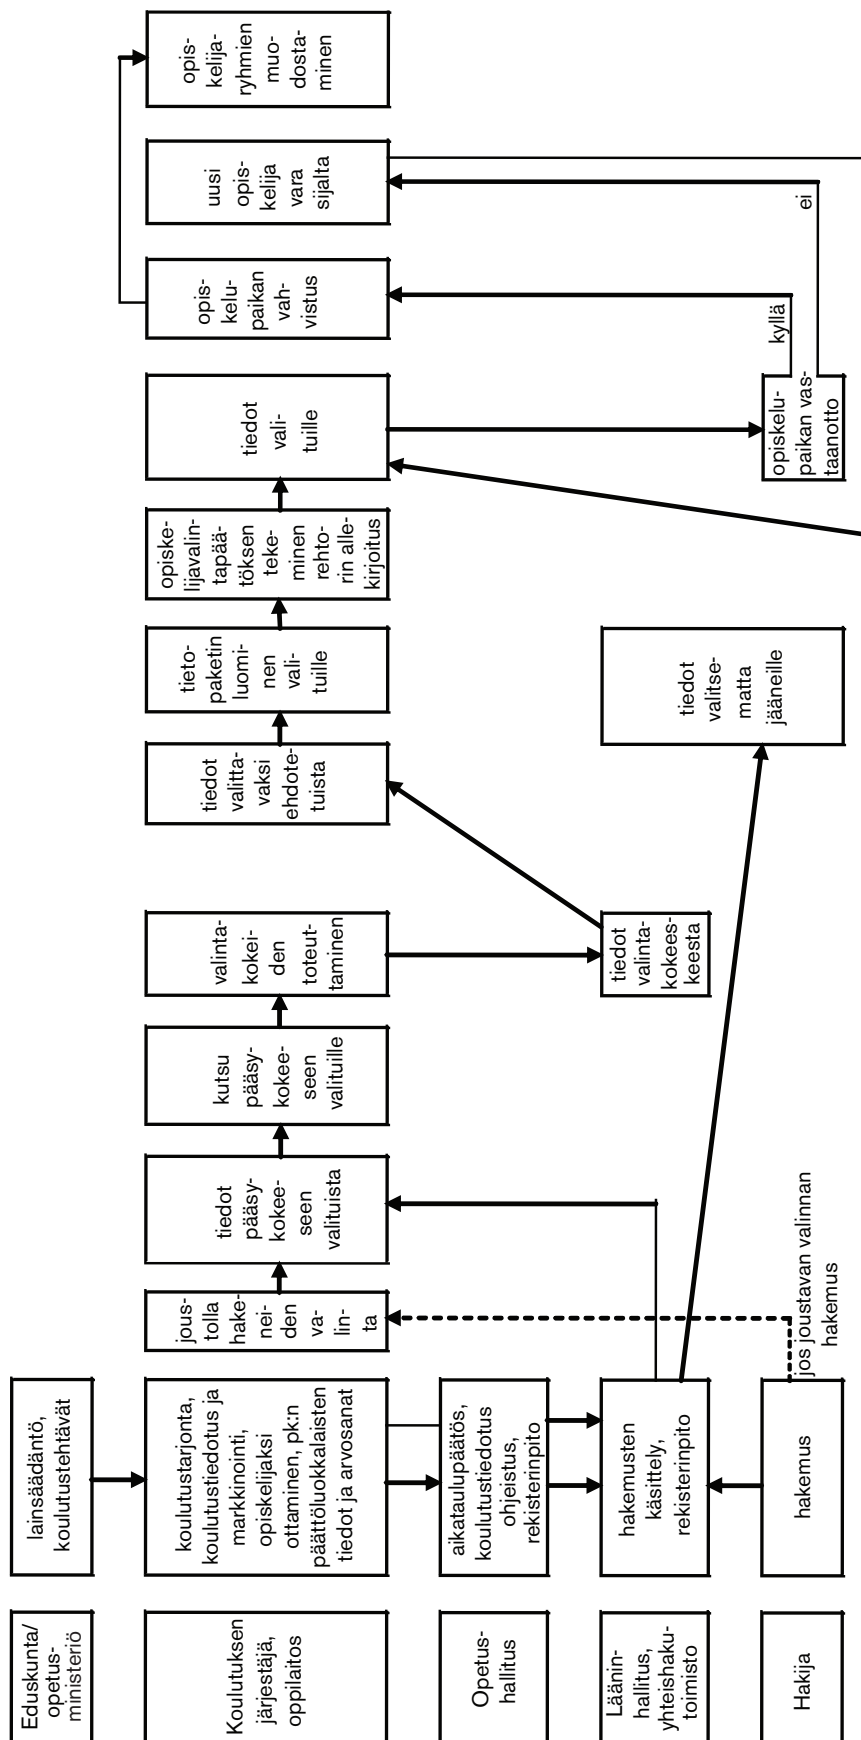 Eduskunta/
opetus-
ministeriö
lainsäädäntö,
koulutustehtävät
Koulutuksen
järjestäjä,
oppilaitos
koulutustarjonta,
koulutustiedotus ja
markkinointi,
opiskelijaksi
ottaminen, pk:n
päättöluokkalaisten
tiedot ja arvosanat
jous-
tolla
hake-
nei-
den
va-
lin-
ta
tiedot
pääsy-
kokee-
seen
valituista
kutsu
pääsy-
kokee-
seen
valituille
valinta-
kokei-
den
toteut-
taminen
tiedot
valitta-
vaksi
ehdote-
tuista
tieto-
paketin
luomi-
nen
vali-
tuille
opiske-
lijavalin-
tapää-
töksen
teke-
minen
rehto-
rin alle-
kirjoitus
tiedot
vali-
tuille
opis-
kelu-
paikan
vah-
vistus
uusi
opis-
kelija
vara
sijalta
opis-
kelija-
ryhmien
muo-
dosta-
minen
Opetus-
hallitus
aikataulupäätös,
koulutustiedotus
ohjeistus,
rekisterinpito
Läänin-
hallitus,
yhteishaku-
toimisto
hakemusten
käsittely,
rekisterinpito
tiedot
valinta-
kokees-
keesta
tiedot
valitse-
matta
jääneille
Hakija
hakemus
jos joustavan valinnan
hakemus
opiskelu-
paikan vas-
taanotto
kyllä
ei